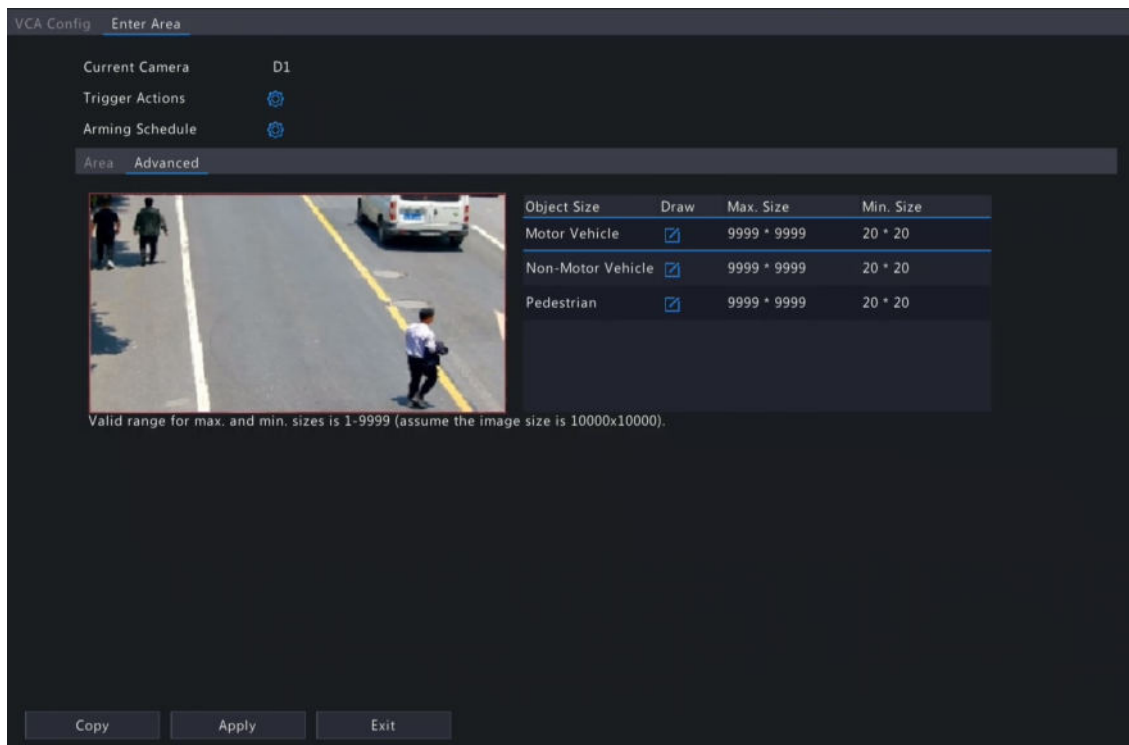 VCA Config Enter Area
Current Camera D1
Trigger Actions
Arming Schedule
Area Advanced
Object Size Draw Max. Size Min. Size
Motor Vehicle 9999 * 9999 20 * 20
Non-Motor Vehicle 9999 * 9999 20 * 20
Pedestrian 9999 * 9999 20 * 20
Valid range for max. and min. sizes is 1-9999 (assume the image size is 10000x10000).
Copy Apply Exit